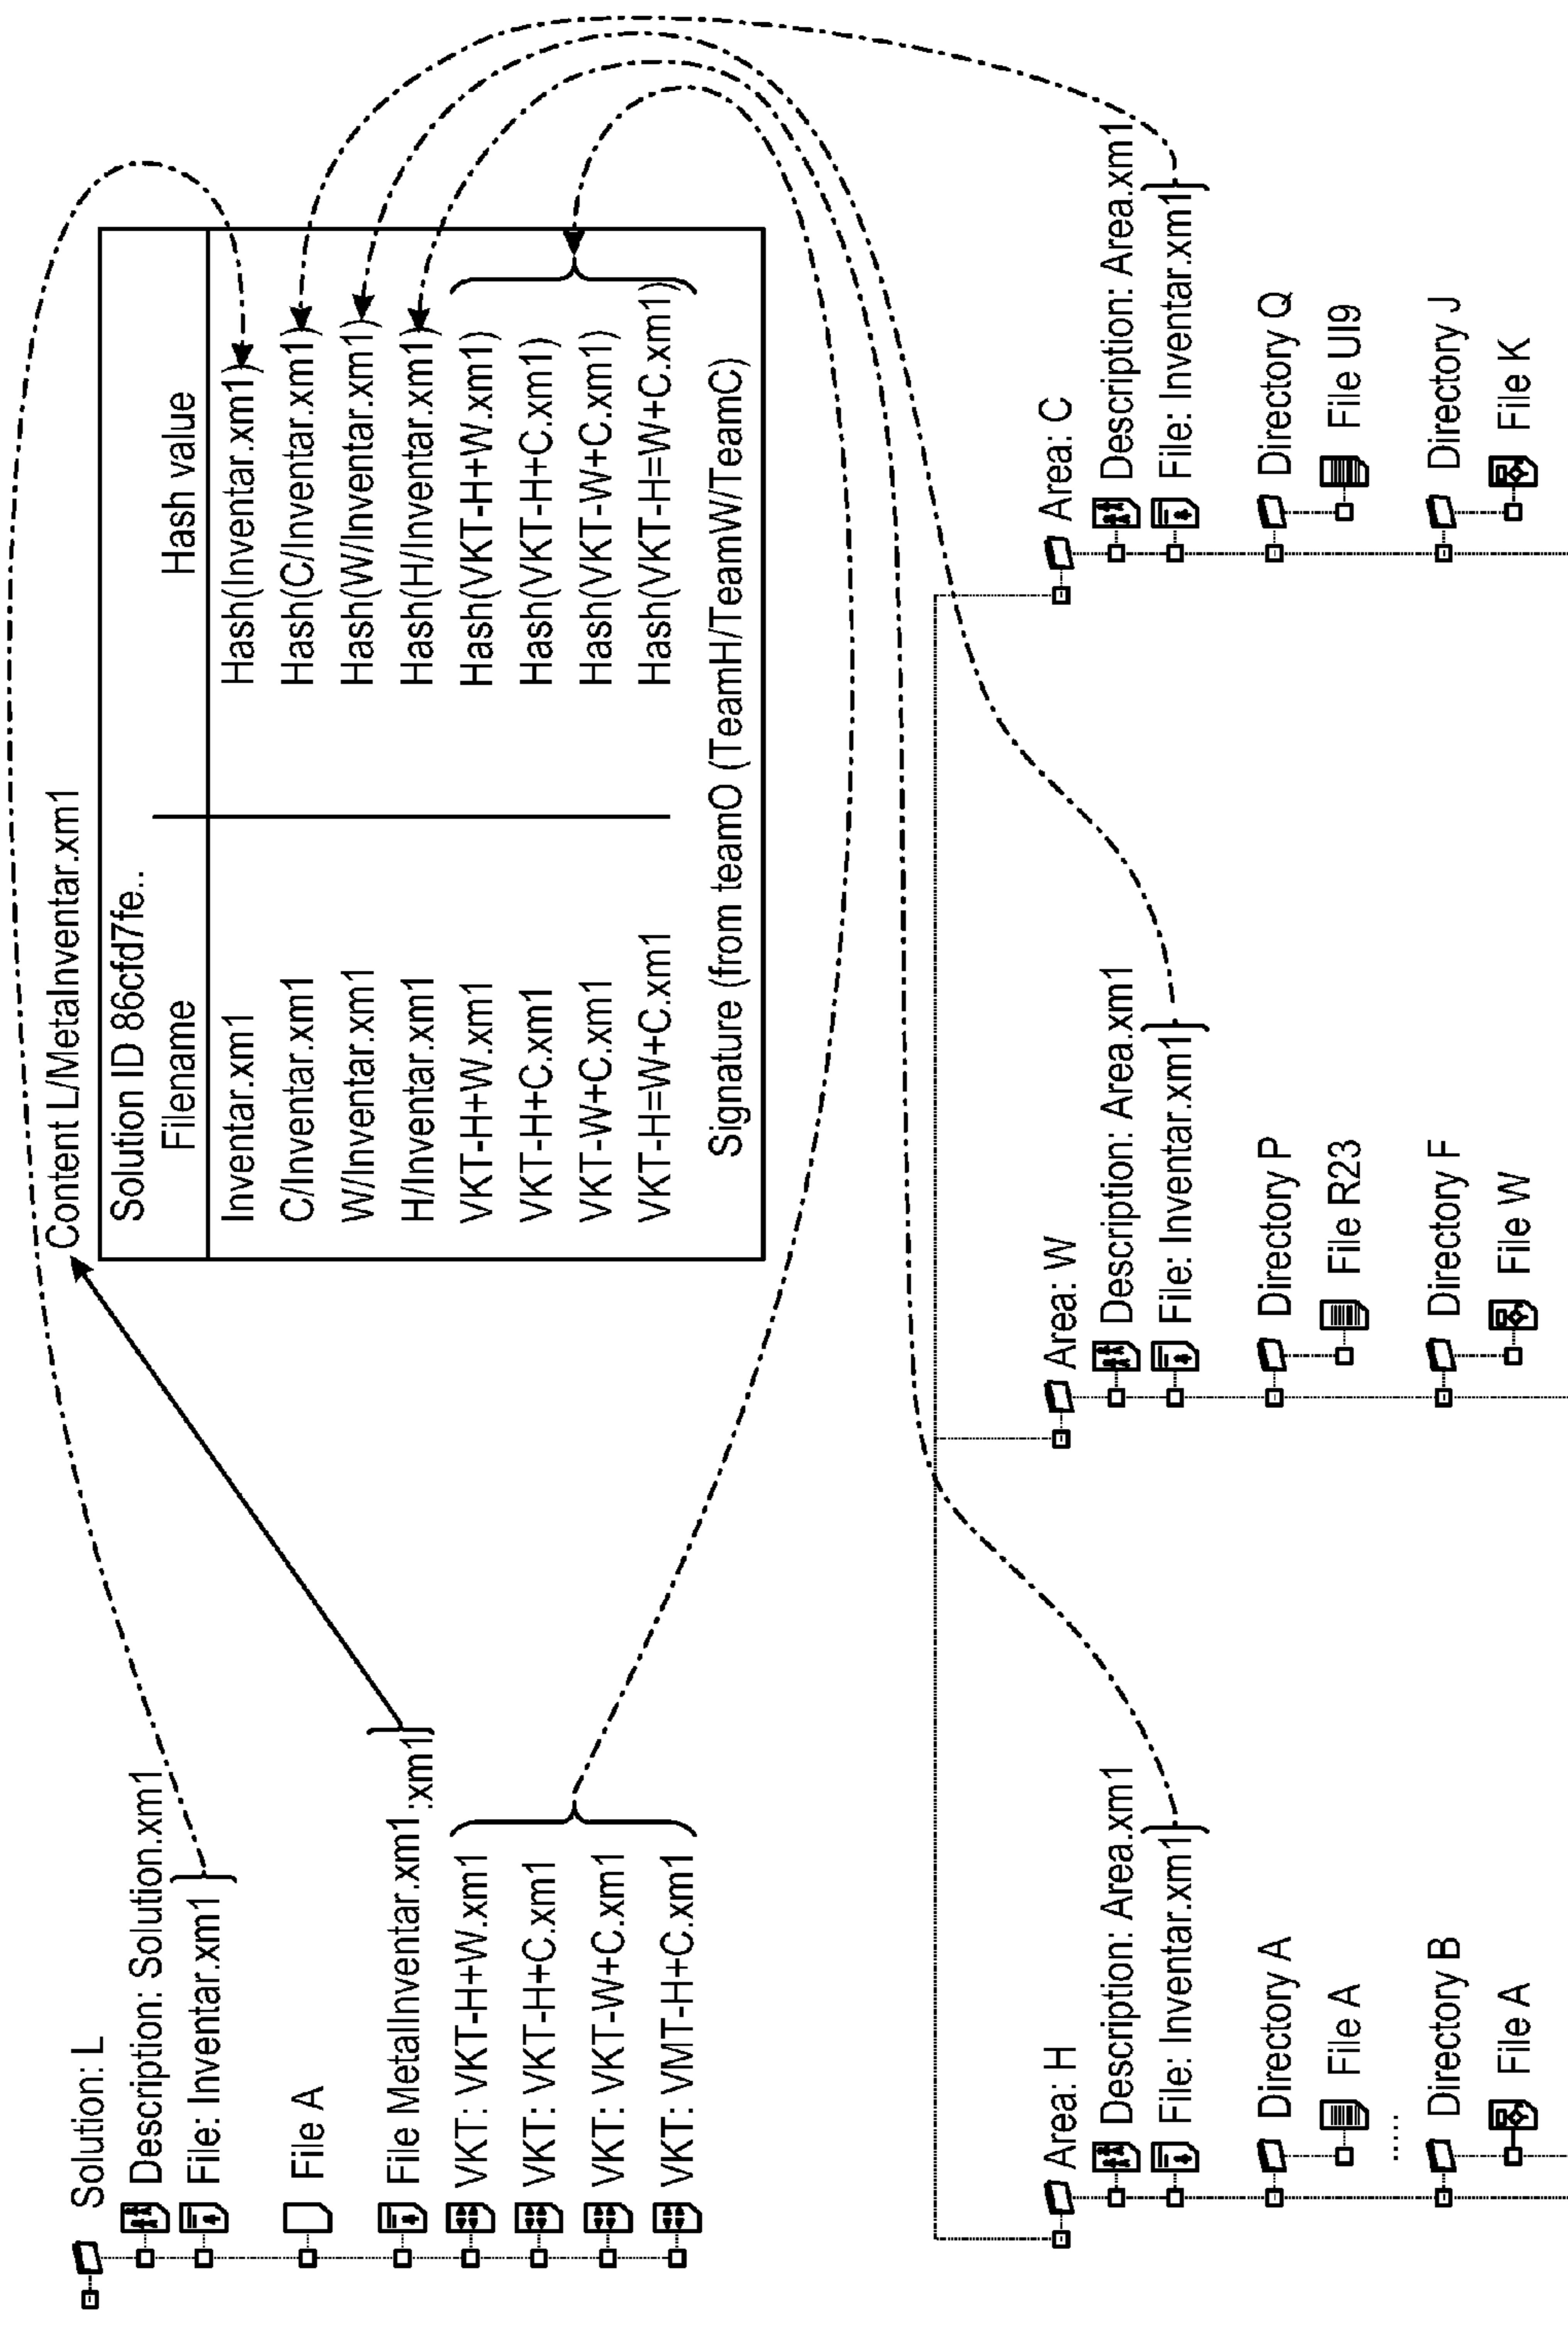 Solution: L
Description: Solution.xm1
File: Inventar.xm1
File A
File MetalInventar.xm1:xm1
VKT: VKT-H+W.xm1
VKT: VKT-H+C.xm1
VKT: VKT-W+C.xm1
VKT: VMT-H+C.xm1
Content L/MetaInventar.xm1
Solution ID 86cfd7fe..
Filename Hash value
Inventar.xm1 Hash(Inventar.xm1)
C/Inventar.xm1 Hash(C/Inventar.xm1)
W/Inventar.xm1 Hash(W/Inventar.xm1)
H/Inventar.xm1 Hash(H/Inventar.xm1)
VKT-H+W.xm1 Hash(VKT-H+W.xm1)
VKT-H+C.xm1 Hash(VKT-H+C.xm1)
VKT-W+C.xm1 Hash(VKT-W+C.xm1)
VKT-H=W+C.xm1 Hash(VKT-H=W+C.xm1)
Signature (from teamO (TeamH/TeamW/TeamC)
Area: H
Description: Area.xm1
File: Inventar.xm1
Directory A
File A
.....
Directory B
File A
Area: W
Description: Area.xm1
File: Inventar.xm1
Directory P
File R23
Directory F
File W
Area: C
Description: Area.xm1
File: Inventar.xm1
Directory Q
File UI9
Directory J
File K